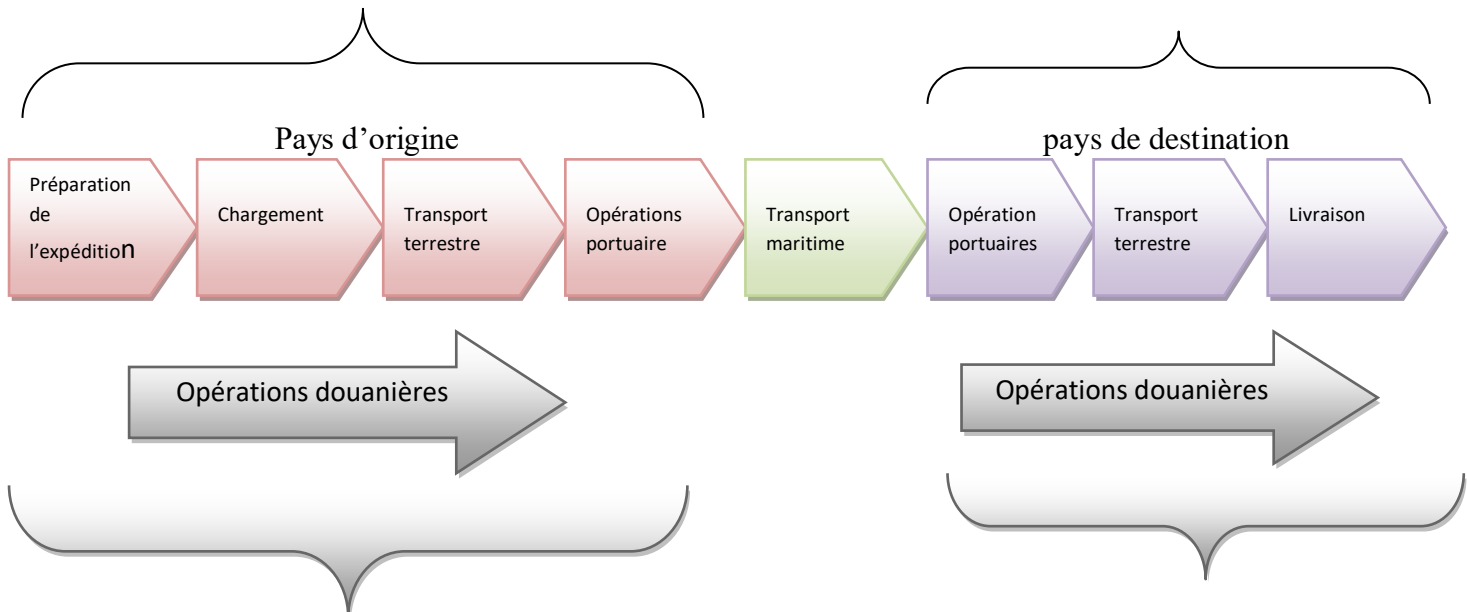 Pays d’origine
pays de destination
Préparation
de
l’expédition
Chargement
Transport
terrestre
Opérations
portuaire
Transport
maritime
Opération
portuaires
Transport
terrestre
Livraison
Opérations douanières
Opérations douanières